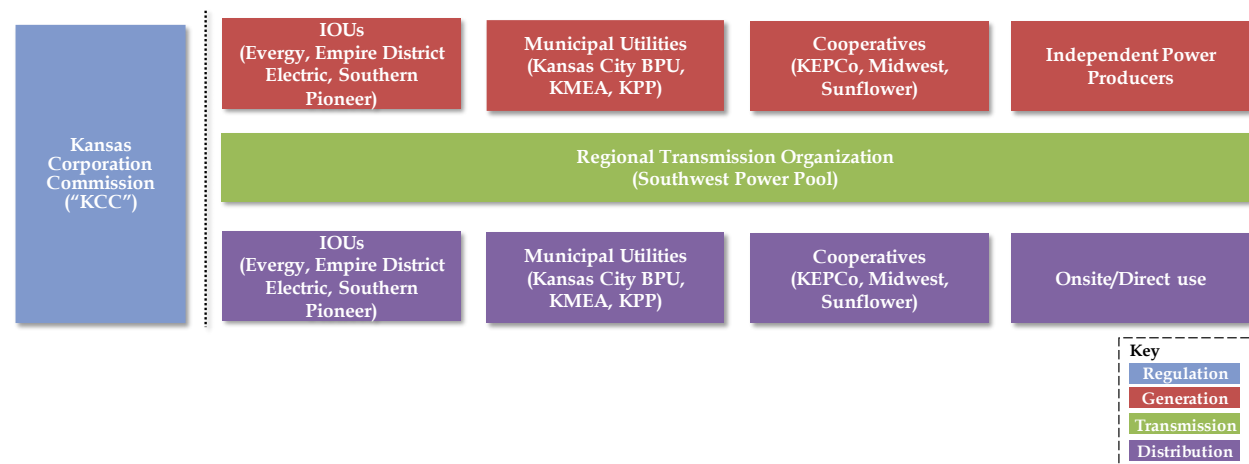 Kansas
Corporation
Commission
(“KCC”)
IOUs
(Evergy, Empire District
Electric, Southern
Pioneer)
Municipal Utilities
(Kansas City BPU,
KMEA, KPP)
Cooperatives
(KEPCo, Midwest,
Sunflower)
Independent Power
Producers
Regional Transmission Organization
(Southwest Power Pool)
IOUs
(Evergy, Empire District
Electric, Southern
Pioneer)
Municipal Utilities
(Kansas City BPU,
KMEA, KPP)
Cooperatives
(KEPCo, Midwest,
Sunflower)
Onsite/Direct use
Key
Regulation
Generation
Transmission
Distribution